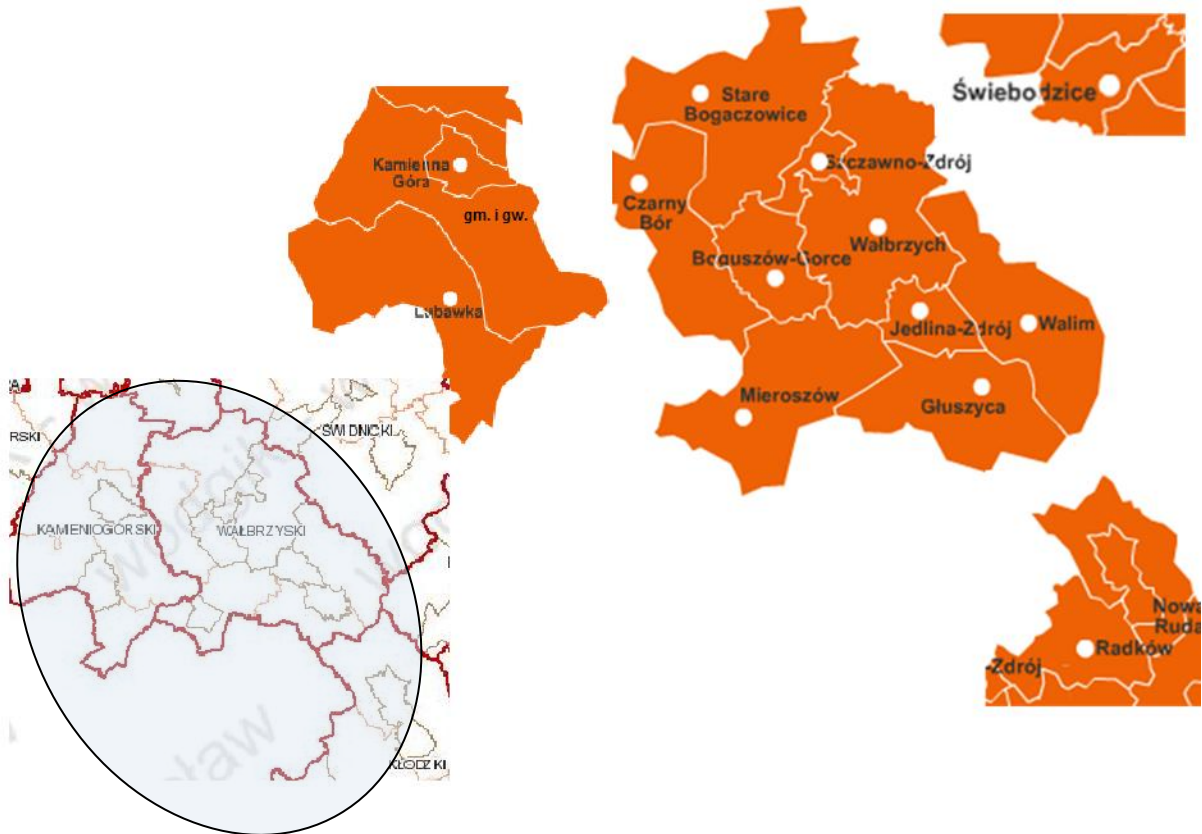 Stare
Bogaczowice
Świebodzice
Szczawno-Zdrój
Kamienna
Góra
gm. i gw.
Czarny
Bór
Wałbrzych
Boguszów-Gorce
Lubawka
Jedlina-Zdrój
Walim
Mieroszów
Głuszyca
RSKI
ŚWIDNICKI
KAMIENIOGÓRSKI
WAŁBRZYSKI
wodgik
Nowa
Ruda
Radków
-Zdrój
KŁODZKI